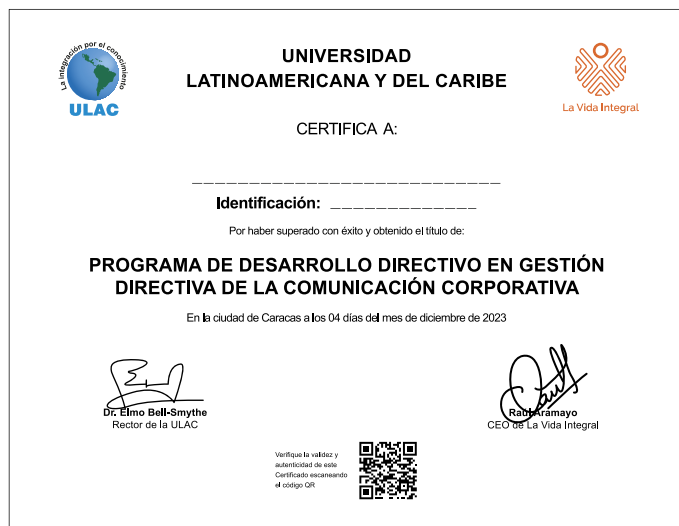 La integración por el conocimiento
ULAC
UNIVERSIDAD
LATINOAMERICANA Y DEL CARIBE
La Vida Integral
CERTIFICA A:
Identificación:
Por haber superado con éxito y obtenido el título de:
PROGRAMA DE DESARROLLO DIRECTIVO EN GESTIÓN
DIRECTIVA DE LA COMUNICACIÓN CORPORATIVA
En la ciudad de Caracas a los 04 días del mes de diciembre de 2023
Dr. Elmo Bell-Smythe
Rector de la ULAC
Raúl Aramayo
CEO de La Vida Integral
Verifique la validez y
autenticidad de este
Certificado escaneando
el código QR